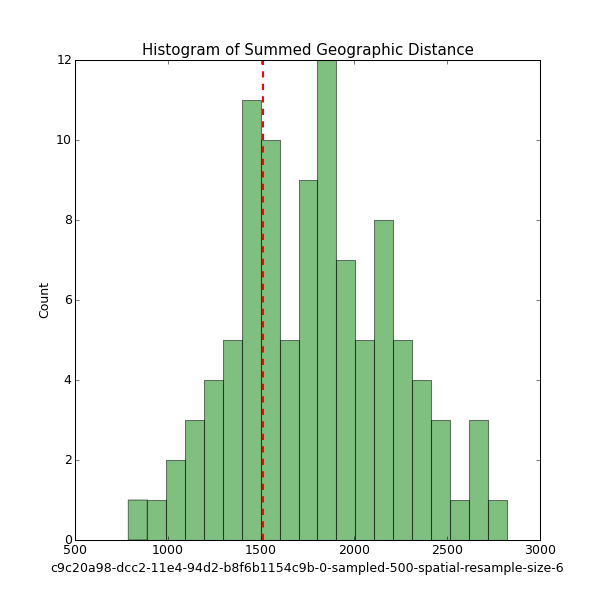 Histogram of Summed Geographic Distance
12
10
8
6
4
2
0
Count
500 1000 1500 2000 2500 3000
c9c20a98-dcc2-11e4-94d2-b8f6b1154c9b-0-sampled-500-spatial-resample-size-6